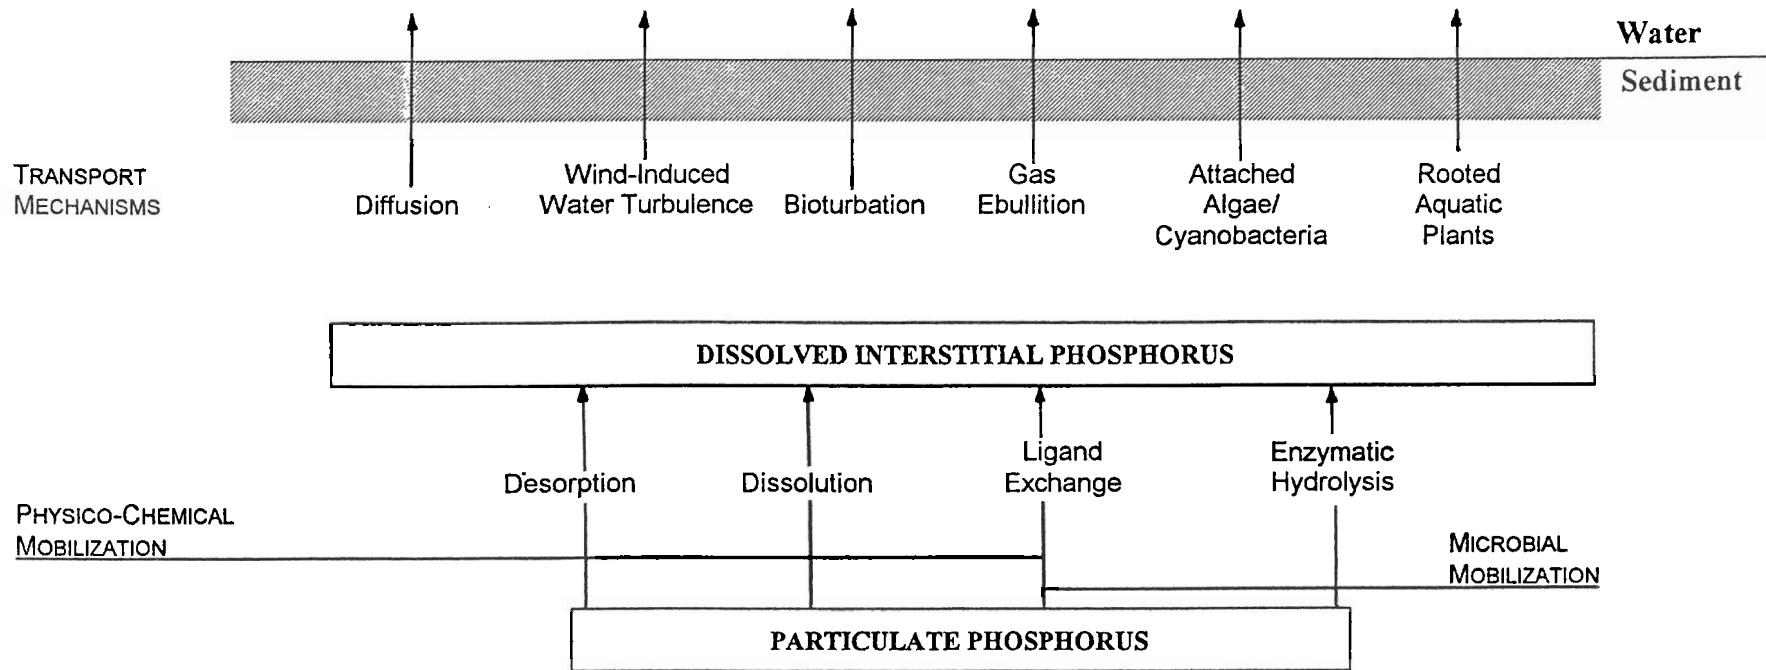 Water
Sediment
TRANSPORT
MECHANISMS
Diffusion
Wind-Induced
Water Turbulence
Bioturbation
Gas
Ebullition
Attached
Algae/
Cyanobacteria
Rooted
Aquatic
Plants
DISSOLVED INTERSTITIAL PHOSPHORUS
Desorption
Dissolution
Ligand
Exchange
Enzymatic
Hydrolysis
PHYSICO-CHEMICAL
MOBILIZATION
MICROBIAL
MOBILIZATION
PARTICULATE PHOSPHORUS